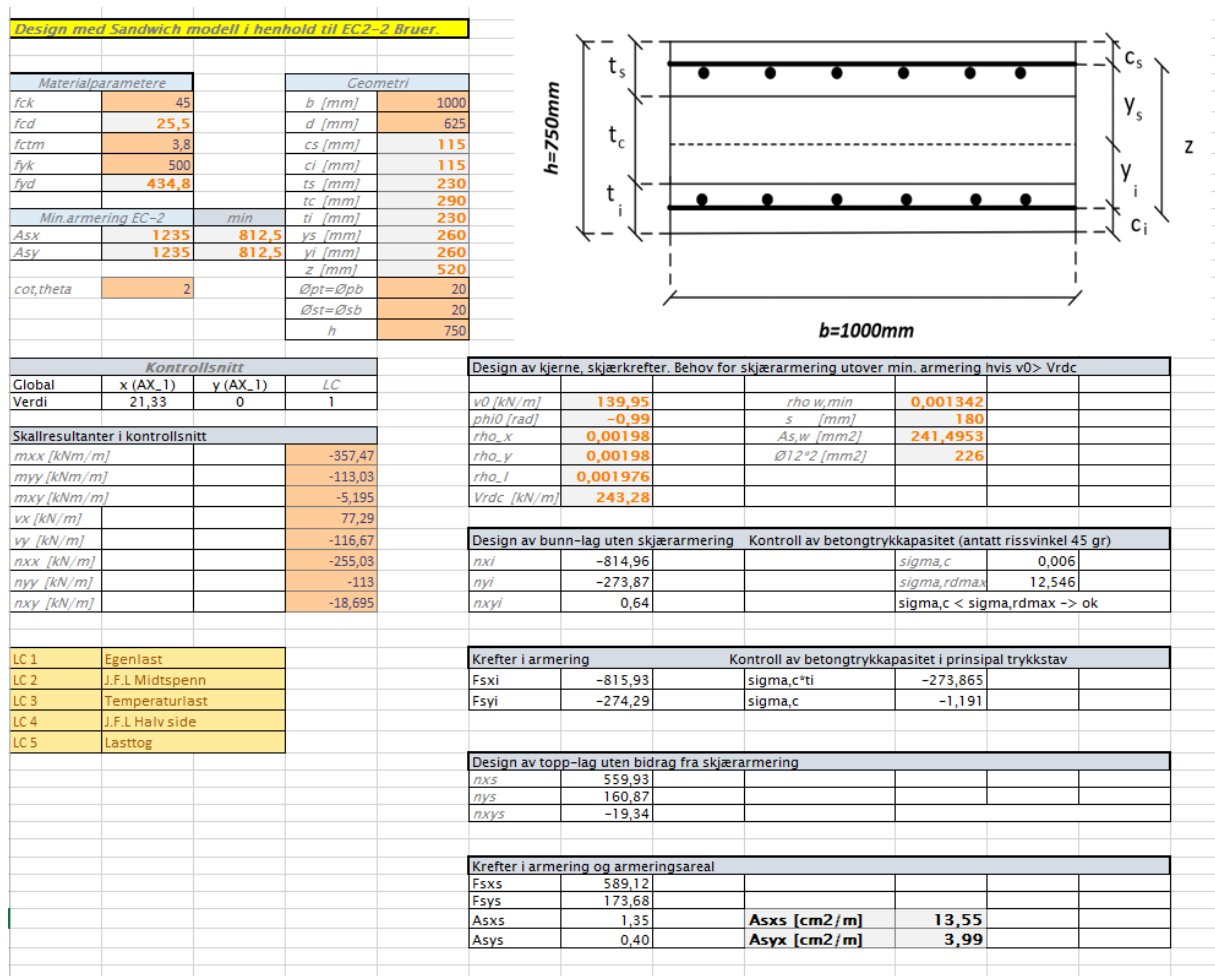 Design med Sandwich modell i henhold til EC2-2 Bruer.
Materialparametere
fck 45
fcd 25,5
fctm 3,8
fyk 500
fyd 434,8
Min.armering EC-2 min
Asx 1235 812,5
Asy 1235 812,5
cot,theta 2
Geometri
b [mm] 1000
d [mm] 625
cs [mm] 115
ci [mm] 115
ts [mm] 230
tc [mm] 290
ti [mm] 230
ys [mm] 260
yi [mm] 260
z [mm] 520
Øpt=Øpb 20
Øst=Øsb 20
h 750
h=750mm
ts
tc
ti
cs
ys
z
yi
ci
b=1000mm
Kontrollsnitt
Global x (AX_1) y (AX_1) LC
Verdi 21,33 0 1
Skallresultanter i kontrollsnitt
mxx [kNm/m] -357,47
myy [kNm/m] -113,03
mxy [kNm/m] -5,195
vx [kN/m] 77,29
vy [kN/m] -116,67
nxx [kN/m] -255,03
nyy [kN/m] -113
nxy [kN/m] -18,695
LC 1 Egenlast
LC 2 J.F.L Midtspenn
LC 3 Temperaturlast
LC 4 J.F.L Halv side
LC 5 Lasttog
Design av kjerne, skjærkrefter. Behov for skjærarmering utover min. armering hvis v0> Vrdc
v0 [kN/m] 139,95 rho w,min 0,001342
phi0 [rad] -0,99 s [mm] 180
rho_x 0,00198 As,w [mm2] 241,4953
rho_y 0,00198 Ø12*2 [mm2] 226
rho_l 0,001976
Vrdc [kN/m] 243,28
Design av bunn-lag uten skjærarmering Kontroll av betongtrykkapasitet (antatt rissvinkel 45 gr)
nxi -814,96 sigma,c 0,006
nyi -273,87 sigma,rdmax 12,546
nxyi 0,64 sigma,c < sigma,rdmax -> ok
Krefter i armering Kontroll av betongtrykkapasitet i prinsipal trykkstav
Fsxi -815,93 sigma,c*ti -273,865
Fsyi -274,29 sigma,c -1,191
Design av topp-lag uten bidrag fra skjærarmering
nxs 559,93
nys 160,87
nxys -19,34
Krefter i armering og armeringsareal
Fsxs 589,12
Fsys 173,68
Asxs 1,35 Asxs [cm2/m] 13,55
Asys 0,40 Asyx [cm2/m] 3,99